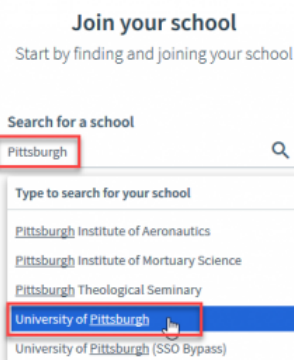 Join your school
Start by finding and joining your school
Search for a school
Pittsburgh
Type to search for your school
Pittsburgh Institute of Aeronautics
Pittsburgh Institute of Mortuary Science
Pittsburgh Theological Seminary
University of Pittsburgh
University of Pittsburgh (SSO Bypass)